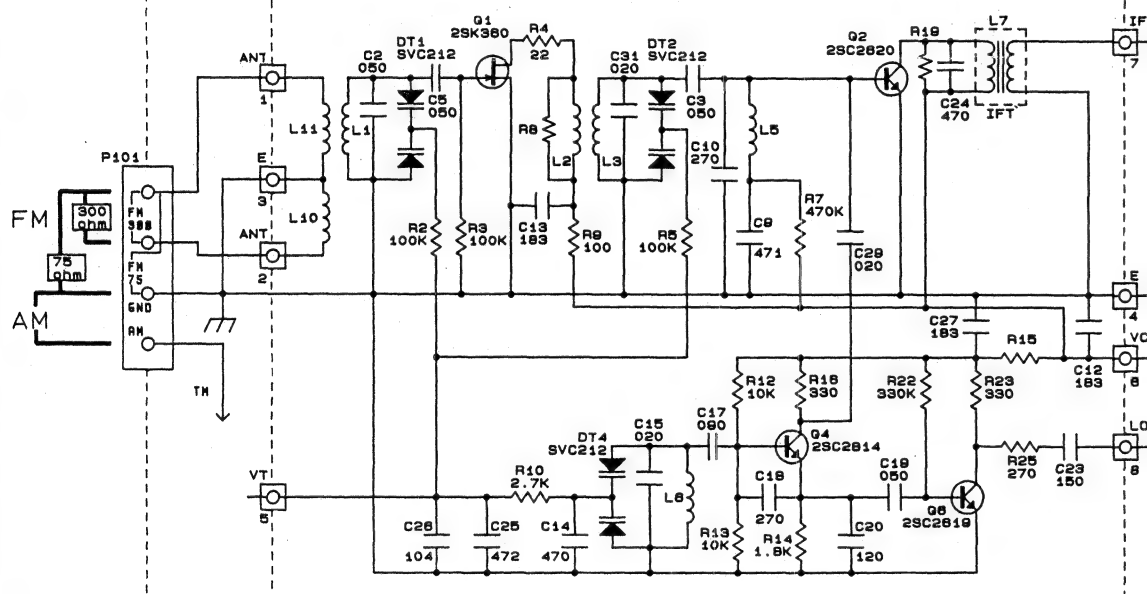 Q1
2SK360
R4
22
C2
050
DT1
SVC212
C5
050
C31
020
DT2
SVC212
C3
050
Q2
2SC2620
R19
L7
IFT
C24
470
IF
7
ANT
1
L11
L1
R8
L2
L3
C10
270
L5
P101
E
3
L10
FM
300
ohm
FM
300
ANT
2
R2
100K
R3
100K
C13
183
R9
100
R5
100K
C9
471
R7
470K
C29
020
75
ohm
FM
75
GND
AM
AM
TM
E
4
C27
183
R15
VC
6
C12
183
R12
10K
R16
330
R22
330K
R23
330
VT
5
R10
2.7K
DT4
SVC212
C15
020
C17
090
L6
Q4
2SC2814
C18
270
C19
050
Q6
2SC2619
R25
270
C23
150
LO
8
C26
104
C25
472
C14
470
R13
10K
R14
1.8K
C20
120